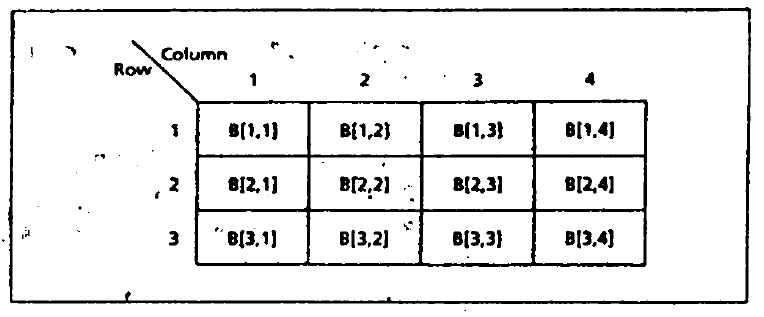 Column
Row
1 2 3 4
1 B[1,1] B[1,2] B[1,3] B[1,4]
2 B[2,1] B[2,2] B[2,3] B[2,4]
3 B[3,1] B[3,2] B[3,3] B[3,4]